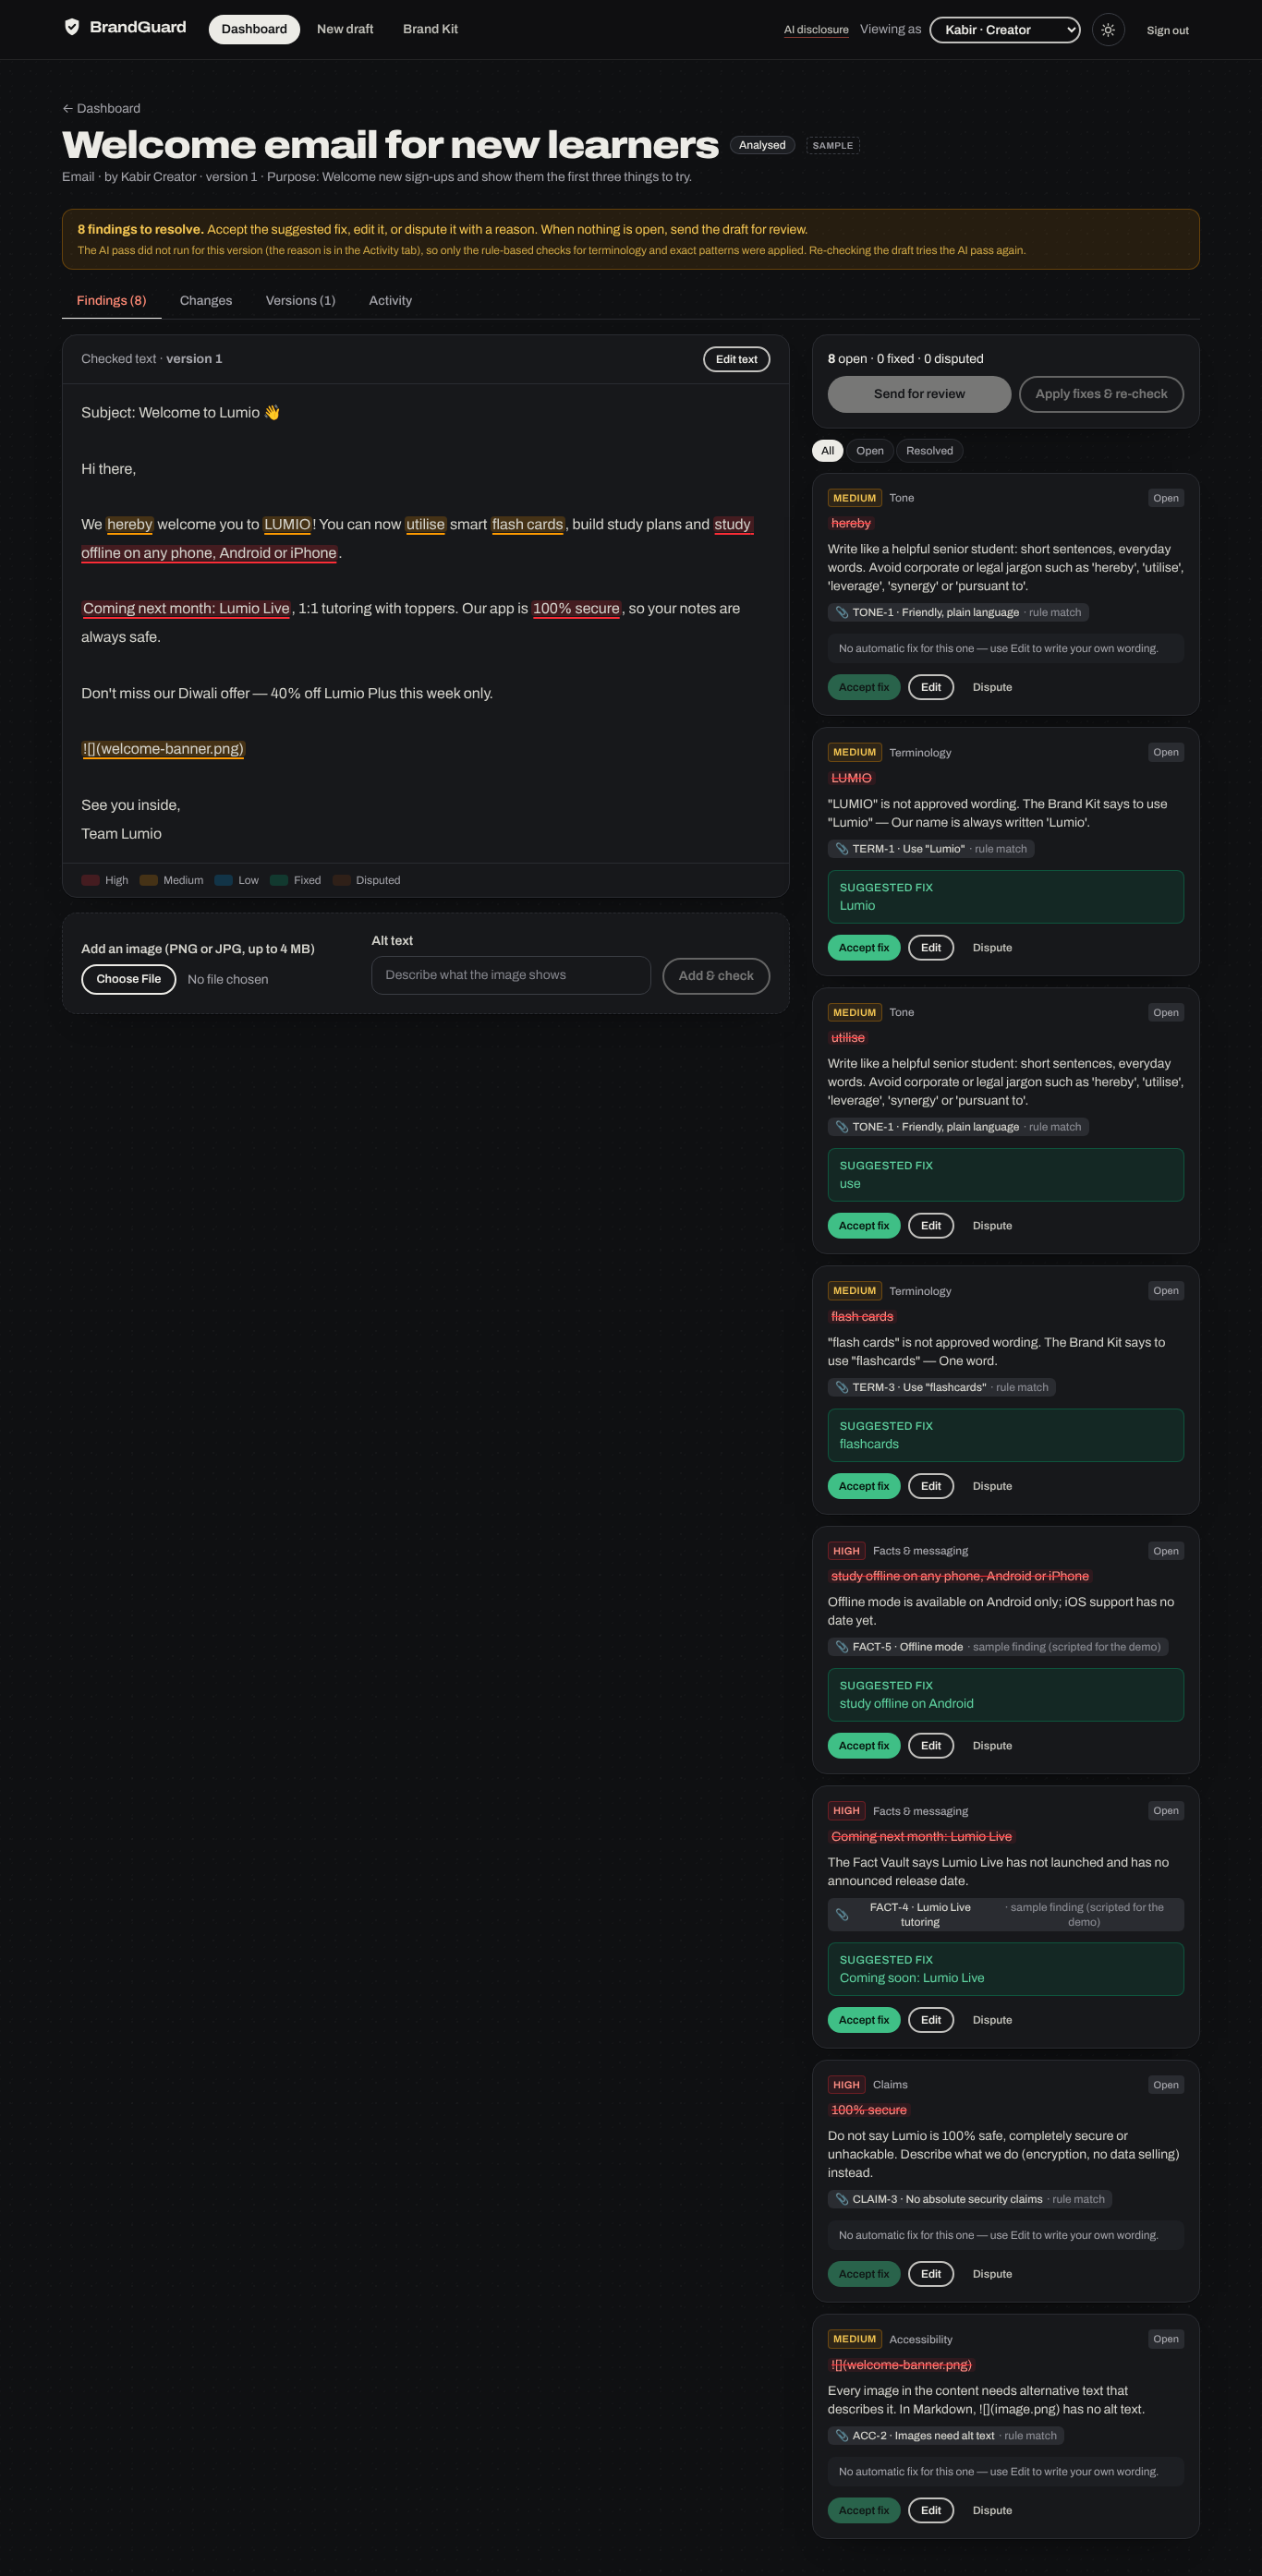 BrandGuard
Dashboard
New draft
Brand Kit
AI disclosure
Viewing as
Kabir · Creator
Sign out
← Dashboard
Welcome email for new learners
Analysed
SAMPLE
Email · by Kabir Creator · version 1 · Purpose: Welcome new sign-ups and show them the first three things to try.
8 findings to resolve. Accept the suggested fix, edit it, or dispute it with a reason. When nothing is open, send the draft for review.
The AI pass did not run for this version (the reason is in the Activity tab), so only the rule-based checks for terminology and exact patterns were applied. Re-checking the draft tries the AI pass again.
Findings (8)
Changes
Versions (1)
Activity
Checked text · version 1
Edit text
Subject: Welcome to Lumio 👋
Hi there,
We hereby welcome you to LUMIO! You can now utilise smart flash cards, build study plans and study
offline on any phone, Android or iPhone.
Coming next month: Lumio Live, 1:1 tutoring with toppers. Our app is 100% secure, so your notes are
always safe.
Don't miss our Diwali offer — 40% off Lumio Plus this week only.
![](welcome-banner.png)
See you inside,
Team Lumio
High
Medium
Low
Fixed
Disputed
Add an image (PNG or JPG, up to 4 MB)
Choose File
No file chosen
Alt text
Describe what the image shows
Add & check
8 open · 0 fixed · 0 disputed
Send for review
Apply fixes & re-check
All
Open
Resolved
MEDIUM
Tone
Open
hereby
Write like a helpful senior student: short sentences, everyday
words. Avoid corporate or legal jargon such as 'hereby', 'utilise',
'leverage', 'synergy' or 'pursuant to'.
📎 TONE-1 · Friendly, plain language · rule match
No automatic fix for this one — use Edit to write your own wording.
Accept fix
Edit
Dispute
MEDIUM
Terminology
Open
LUMIO
"LUMIO" is not approved wording. The Brand Kit says to use
"Lumio" — Our name is always written 'Lumio'.
📎 TERM-1 · Use "Lumio" · rule match
SUGGESTED FIX
Lumio
Accept fix
Edit
Dispute
MEDIUM
Tone
Open
utilise
Write like a helpful senior student: short sentences, everyday
words. Avoid corporate or legal jargon such as 'hereby', 'utilise',
'leverage', 'synergy' or 'pursuant to'.
📎 TONE-1 · Friendly, plain language · rule match
SUGGESTED FIX
use
Accept fix
Edit
Dispute
MEDIUM
Terminology
Open
flash cards
"flash cards" is not approved wording. The Brand Kit says to
use "flashcards" — One word.
📎 TERM-3 · Use "flashcards" · rule match
SUGGESTED FIX
flashcards
Accept fix
Edit
Dispute
HIGH
Facts & messaging
Open
study offline on any phone, Android or iPhone
Offline mode is available on Android only; iOS support has no
date yet.
📎 FACT-5 · Offline mode · sample finding (scripted for the demo)
SUGGESTED FIX
study offline on Android
Accept fix
Edit
Dispute
HIGH
Facts & messaging
Open
Coming next month: Lumio Live
The Fact Vault says Lumio Live has not launched and has no
announced release date.
📎 FACT-4 · Lumio Live tutoring · sample finding (scripted for the demo)
SUGGESTED FIX
Coming soon: Lumio Live
Accept fix
Edit
Dispute
HIGH
Claims
Open
100% secure
Do not say Lumio is 100% safe, completely secure or
unhackable. Describe what we do (encryption, no data selling)
instead.
📎 CLAIM-3 · No absolute security claims · rule match
No automatic fix for this one — use Edit to write your own wording.
Accept fix
Edit
Dispute
MEDIUM
Accessibility
Open
![](welcome-banner.png)
Every image in the content needs alternative text that
describes it. In Markdown, ![](image.png) has no alt text.
📎 ACC-2 · Images need alt text · rule match
No automatic fix for this one — use Edit to write your own wording.
Accept fix
Edit
Dispute